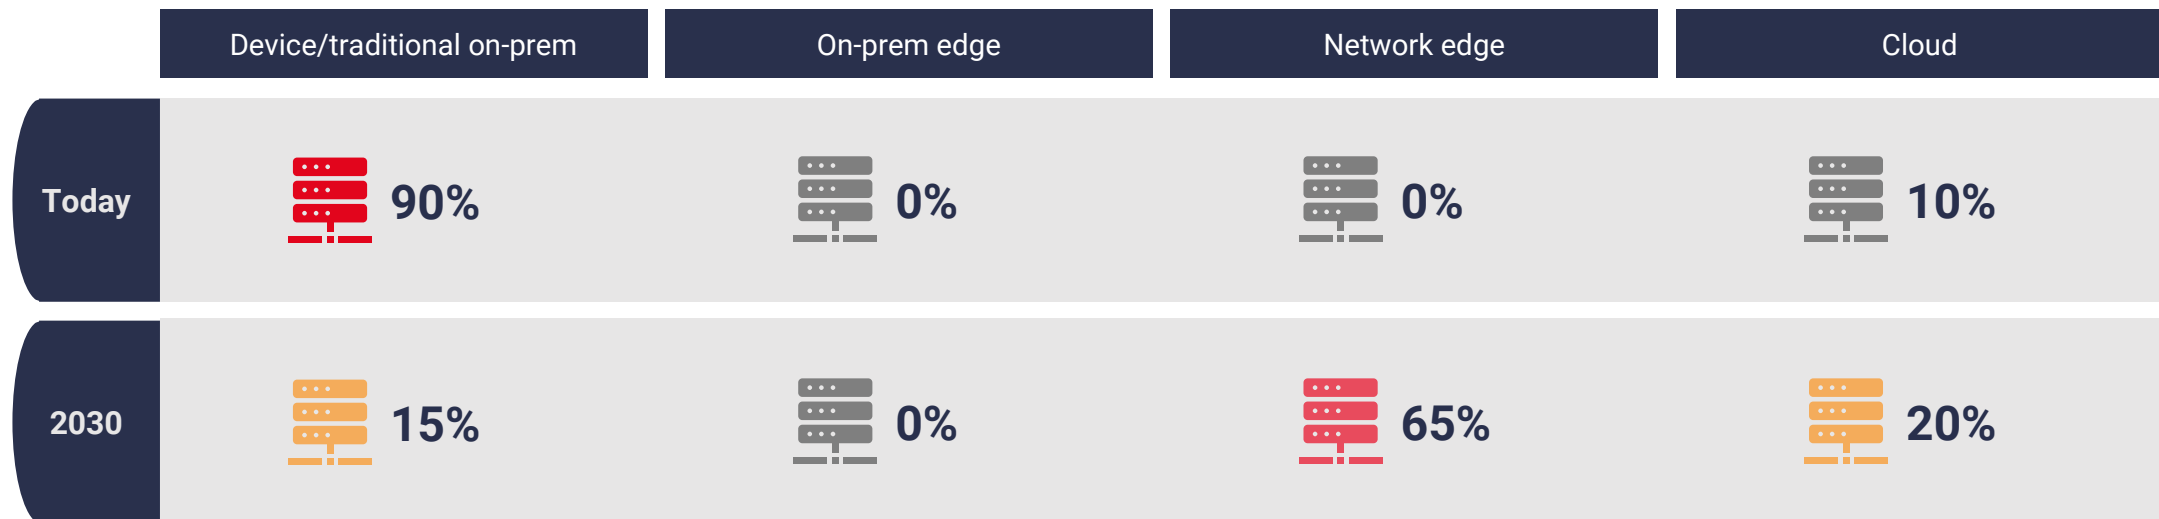 Device/traditional on-prem
On-prem edge
Network edge
Cloud
Today
90%
0%
0%
10%
2030
15%
0%
65%
20%